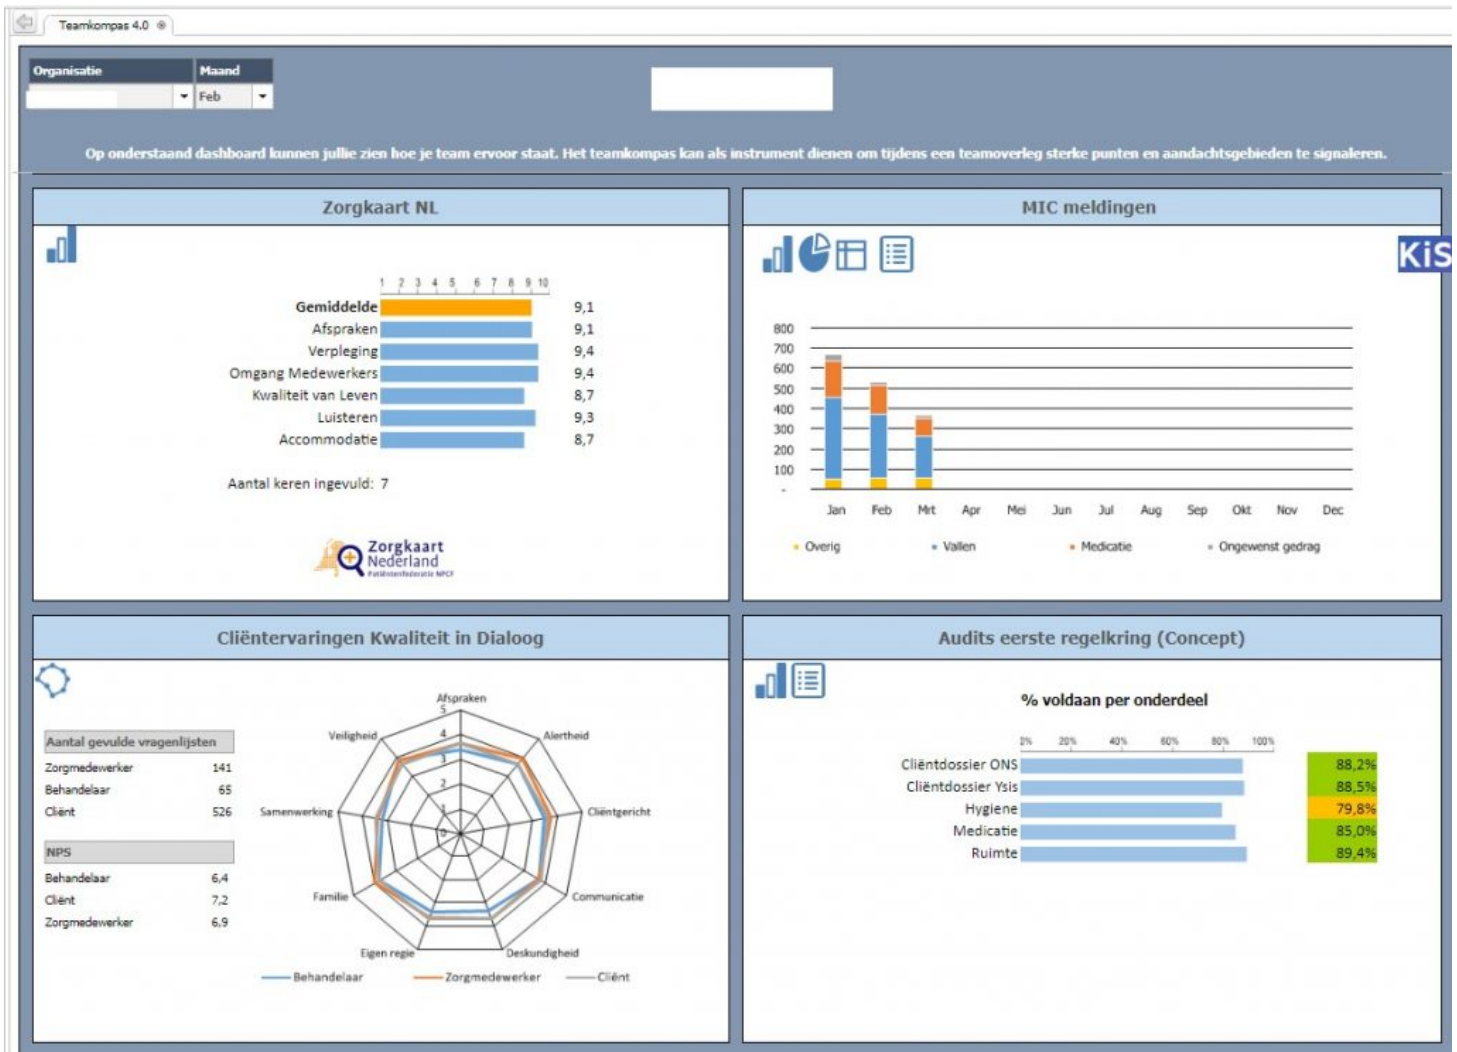 Teamkompas 4.0
Organisatie Maand
Feb
Op onderstaand dashboard kunnen jullie zien hoe je team ervoor staat. Het teamkompas kan als instrument dienen om tijdens een teamoverleg sterke punten en aandachtsgebieden te signaleren.
Zorgkaart NL
1 2 3 4 5 6 7 8 9 10
Gemiddelde 9,1
Afspraken 9,1
Verpleging 9,4
Omgang Medewerkers 9,4
Kwaliteit van Leven 8,7
Luisteren 9,3
Accommodatie 8,7
Aantal keren ingevuld: 7
Zorgkaart
Nederland
Patiëntenfederatie NPCF
MIC meldingen
KiS
800
700
600
500
400
300
200
100
-
Jan Feb Mrt Apr Mei Jun Jul Aug Sep Okt Nov Dec
Overig Vallen Medicatie Ongewenst gedrag
Cliëntervaringen Kwaliteit in Dialoog
Aantal gevulde vragenlijsten
Zorgmedewerker 141
Behandelaar 65
Cliënt 526
NPS
Behandelaar 6,4
Cliënt 7,2
Zorgmedewerker 6,9
Afspraken
5
Veiligheid 4 Alertheid
3
2
Samenwerking 1 Cliëntgericht
0
Familie Communicatie
Eigen regie Deskundigheid
Behandelaar Zorgmedewerker Cliënt
Audits eerste regelkring (Concept)
% voldaan per onderdeel
20% 40% 60% 80% 100%
Cliëntdossier ONS 88,2%
Cliëntdossier Ysis 88,5%
Hygiene 79,8%
Medicatie 85,0%
Ruimte 89,4%